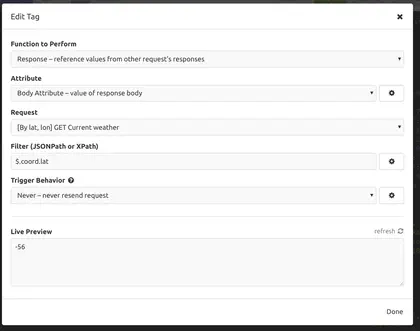 Edit Tag
Function to Perform
Response – reference values from other request's responses
Attribute
Body Attribute – value of response body
Request
[By lat, lon] GET Current weather
Filter (JSONPath or XPath)
$.coord.lat
Trigger Behavior
Never – never resend request
Live Preview
refresh
-56
Done